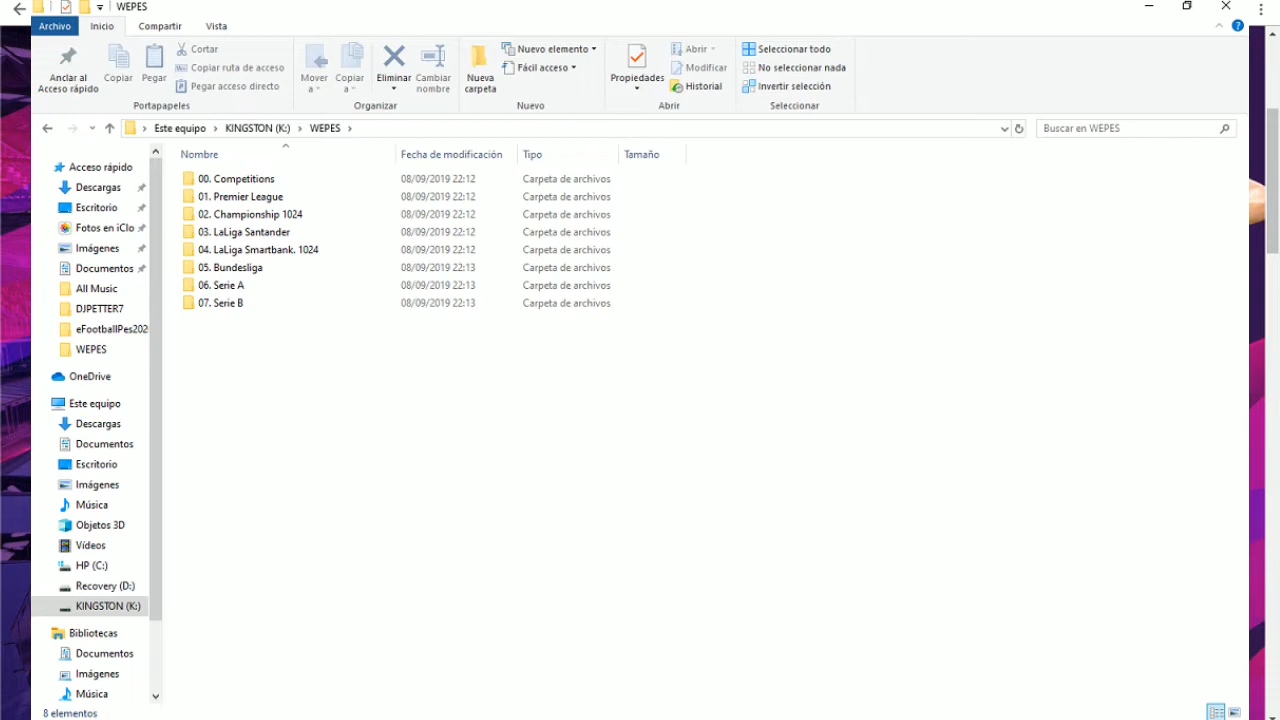 WEPES
Archivo Inicio Compartir Vista
Anclar al Acceso rápido
Copiar
Pegar
Cortar
Copiar ruta de acceso
Pegar acceso directo
Portapapeles
Mover a
Copiar a
Eliminar
Cambiar nombre
Organizar
Nueva carpeta
Nuevo elemento
Fácil acceso
Nuevo
Propiedades
Abrir
Modificar
Historial
Abrir
Seleccionar todo
No seleccionar nada
Invertir selección
Seleccionar
Este equipo > KINGSTON (K:) > WEPES >
Buscar en WEPES
Acceso rápido
Descargas
Escritorio
Fotos en iClo
Imágenes
Documentos
All Music
DJPETTER7
eFootballPes202
WEPES
OneDrive
Este equipo
Descargas
Documentos
Escritorio
Imágenes
Música
Objetos 3D
Vídeos
HP (C:)
Recovery (D:)
KINGSTON (K:)
Bibliotecas
Documentos
Imágenes
Música
Nombre Fecha de modificación Tipo Tamaño
00. Competitions 08/09/2019 22:12 Carpeta de archivos
01. Premier League 08/09/2019 22:12 Carpeta de archivos
02. Championship 1024 08/09/2019 22:12 Carpeta de archivos
03. LaLiga Santander 08/09/2019 22:12 Carpeta de archivos
04. LaLiga Smartbank. 1024 08/09/2019 22:12 Carpeta de archivos
05. Bundesliga 08/09/2019 22:13 Carpeta de archivos
06. Serie A 08/09/2019 22:13 Carpeta de archivos
07. Serie B 08/09/2019 22:13 Carpeta de archivos
8 elementos